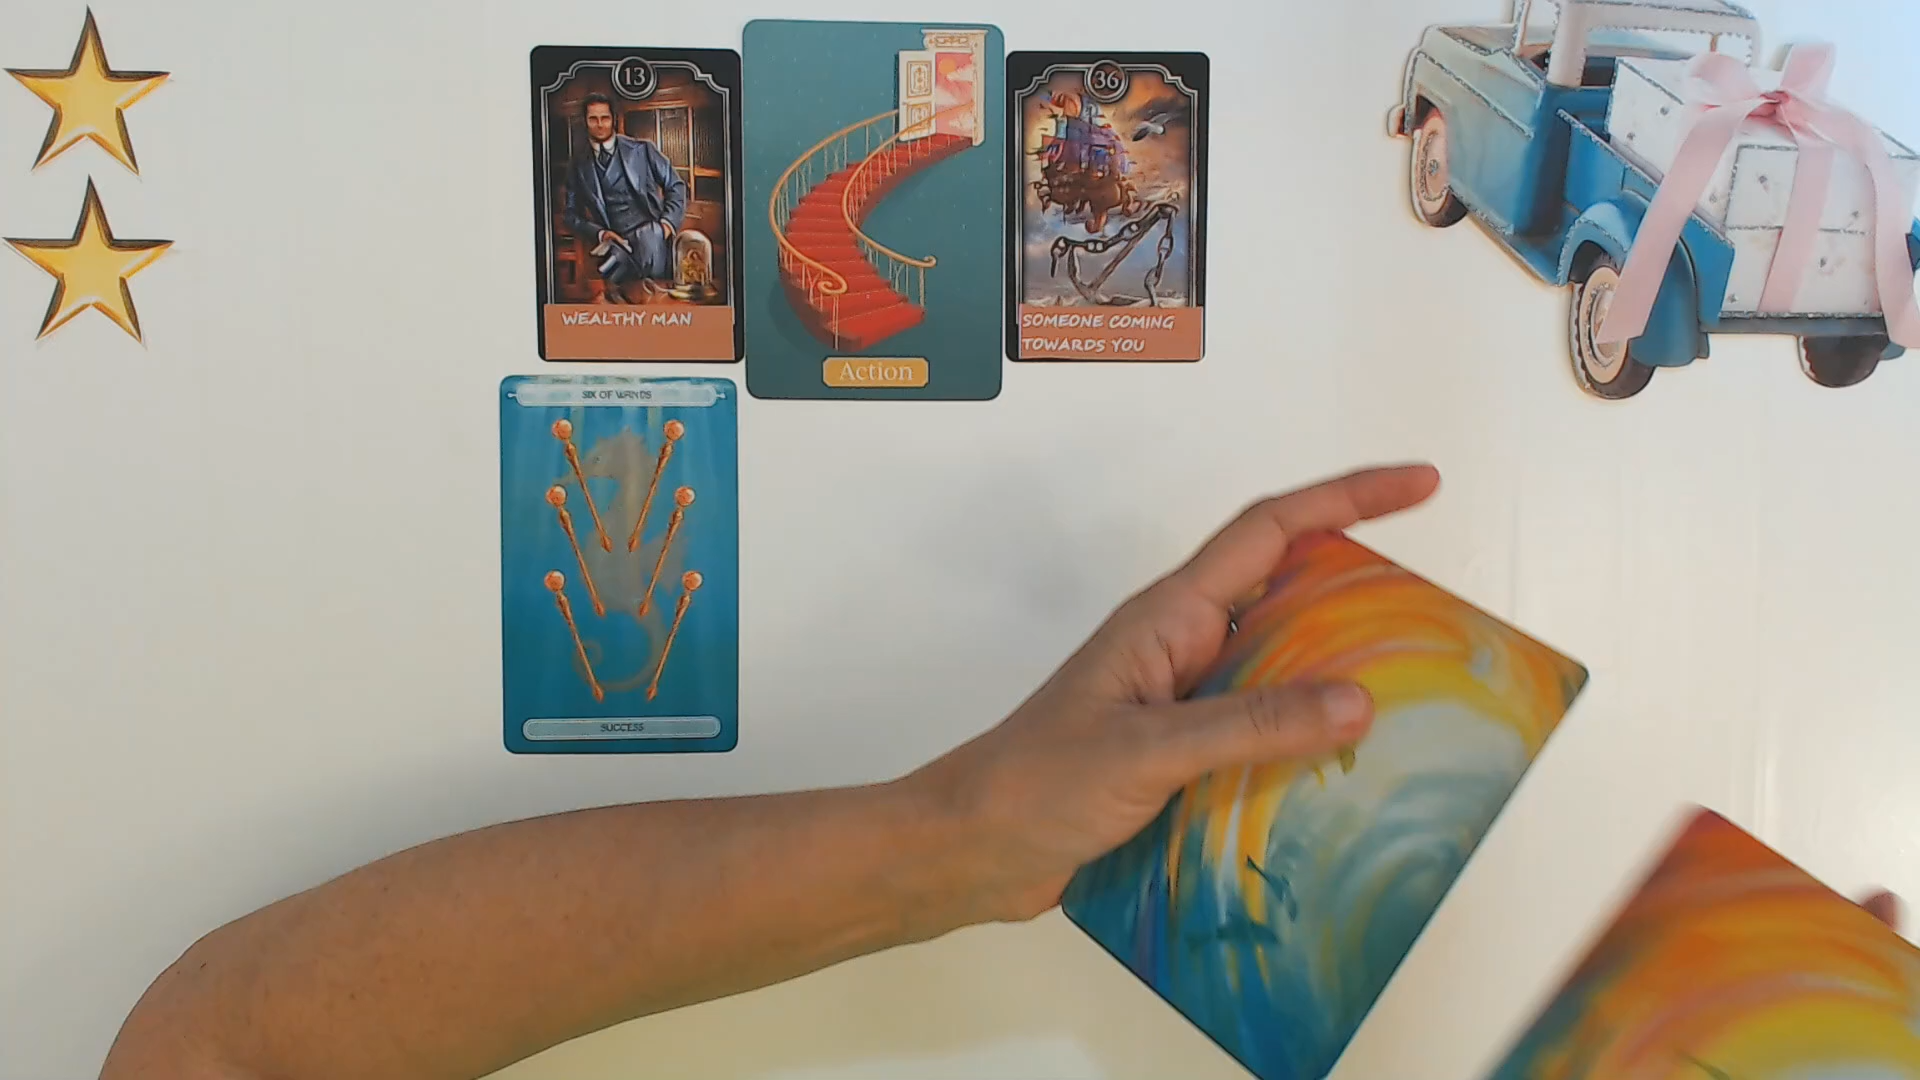 13
WEALTHY MAN
Action
36
SOMEONE COMING
TOWARDS YOU
SIX OF WANDS
SUCCESS